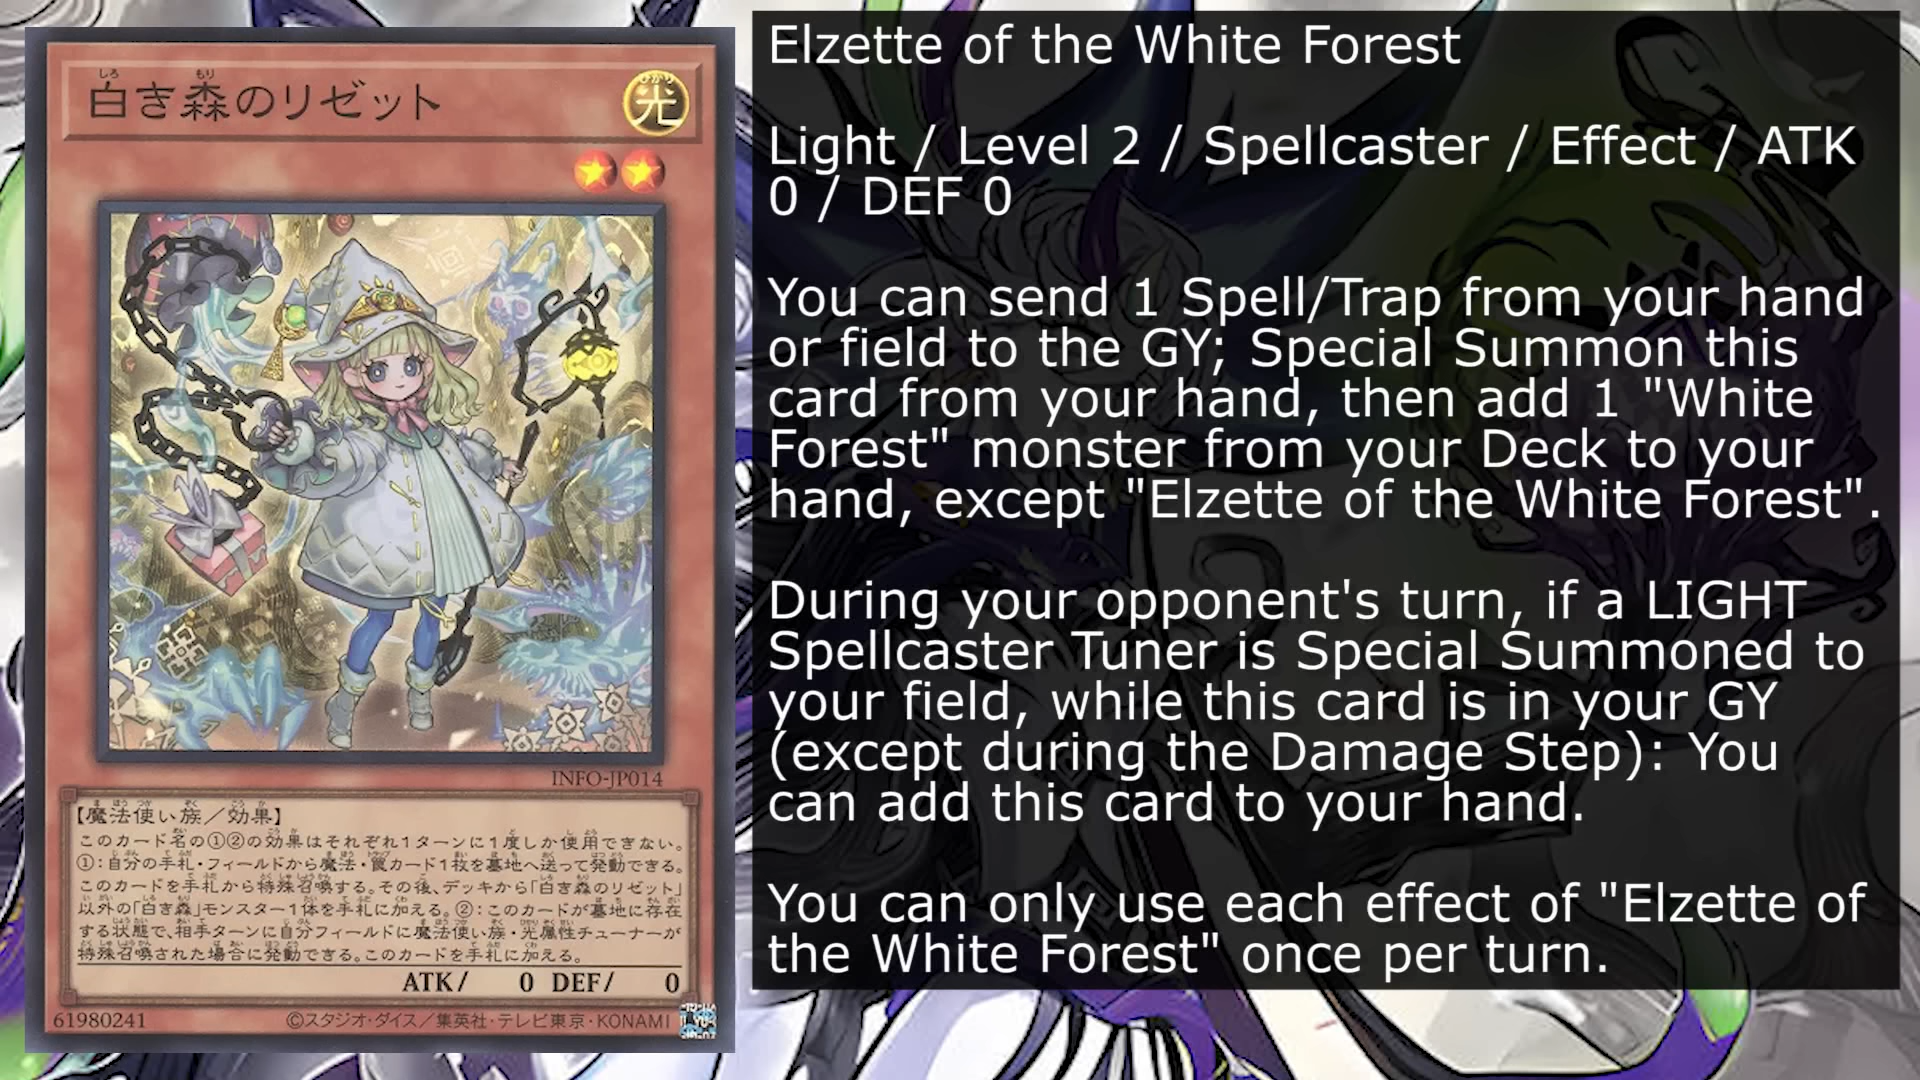 白き森のリゼット
光
INFO-JP014
【魔法使い族／効果】
このカード名の①②の効果はそれぞれ1ターンに1度しか使用できない。
①：自分の手札・フィールドから魔法・罠カード1枚を墓地へ送って発動できる。
このカードを手札から特殊召喚する。その後、デッキから「白き森のリゼット」
以外の「白き森」モンスター1体を手札に加える。②：このカードが墓地に存在
する状態で、相手ターンに自分フィールドに魔法使い族・光属性チューナーが
特殊召喚された場合に発動できる。このカードを手札に加える。
ATK/ 0 DEF/ 0
61980241
©スタジオ・ダイス／集英社・テレビ東京・KONAMI
Elzette of the White Forest
Light / Level 2 / Spellcaster / Effect / ATK
0 / DEF 0
You can send 1 Spell/Trap from your hand
or field to the GY; Special Summon this
card from your hand, then add 1 "White
Forest" monster from your Deck to your
hand, except "Elzette of the White Forest".
During your opponent's turn, if a LIGHT
Spellcaster Tuner is Special Summoned to
your field, while this card is in your GY
(except during the Damage Step): You
can add this card to your hand.
You can only use each effect of "Elzette of
the White Forest" once per turn.